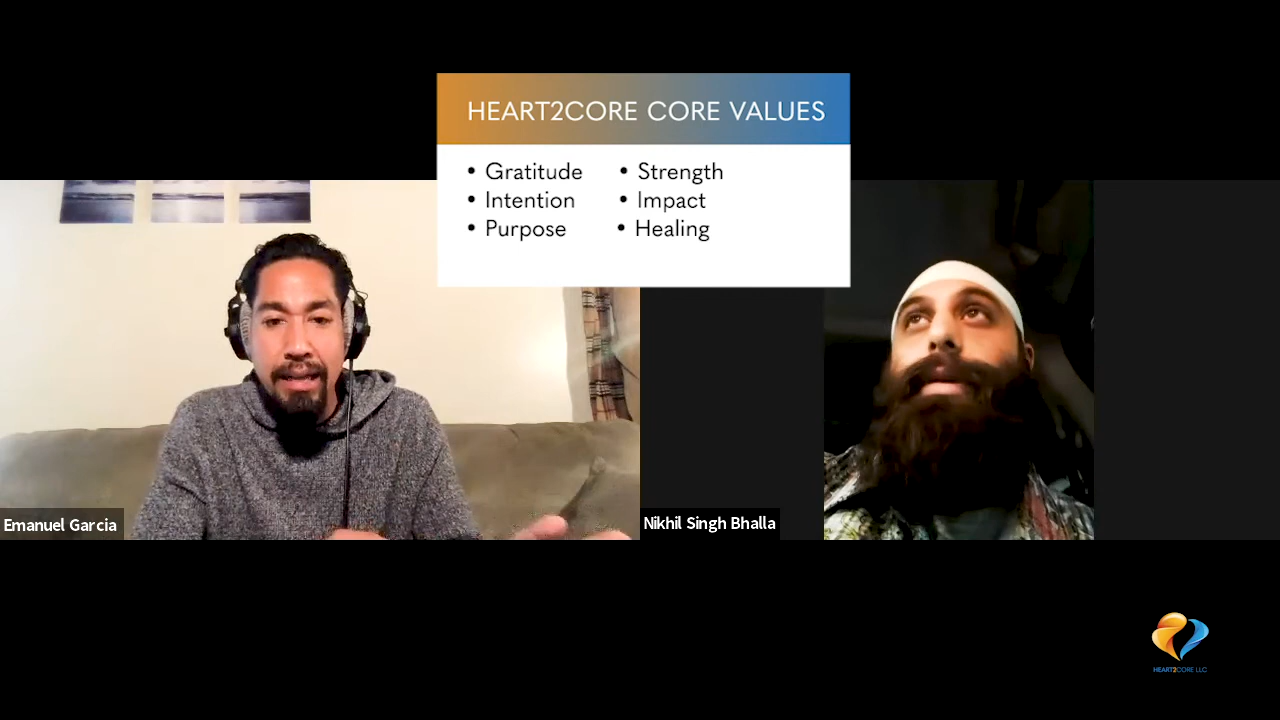 HEART2CORE CORE VALUES
• Gratitude
• Intention
• Purpose
• Strength
• Impact
• Healing
Emanuel Garcia
Nikhil Singh Bhalla
HEART2CORE LLC